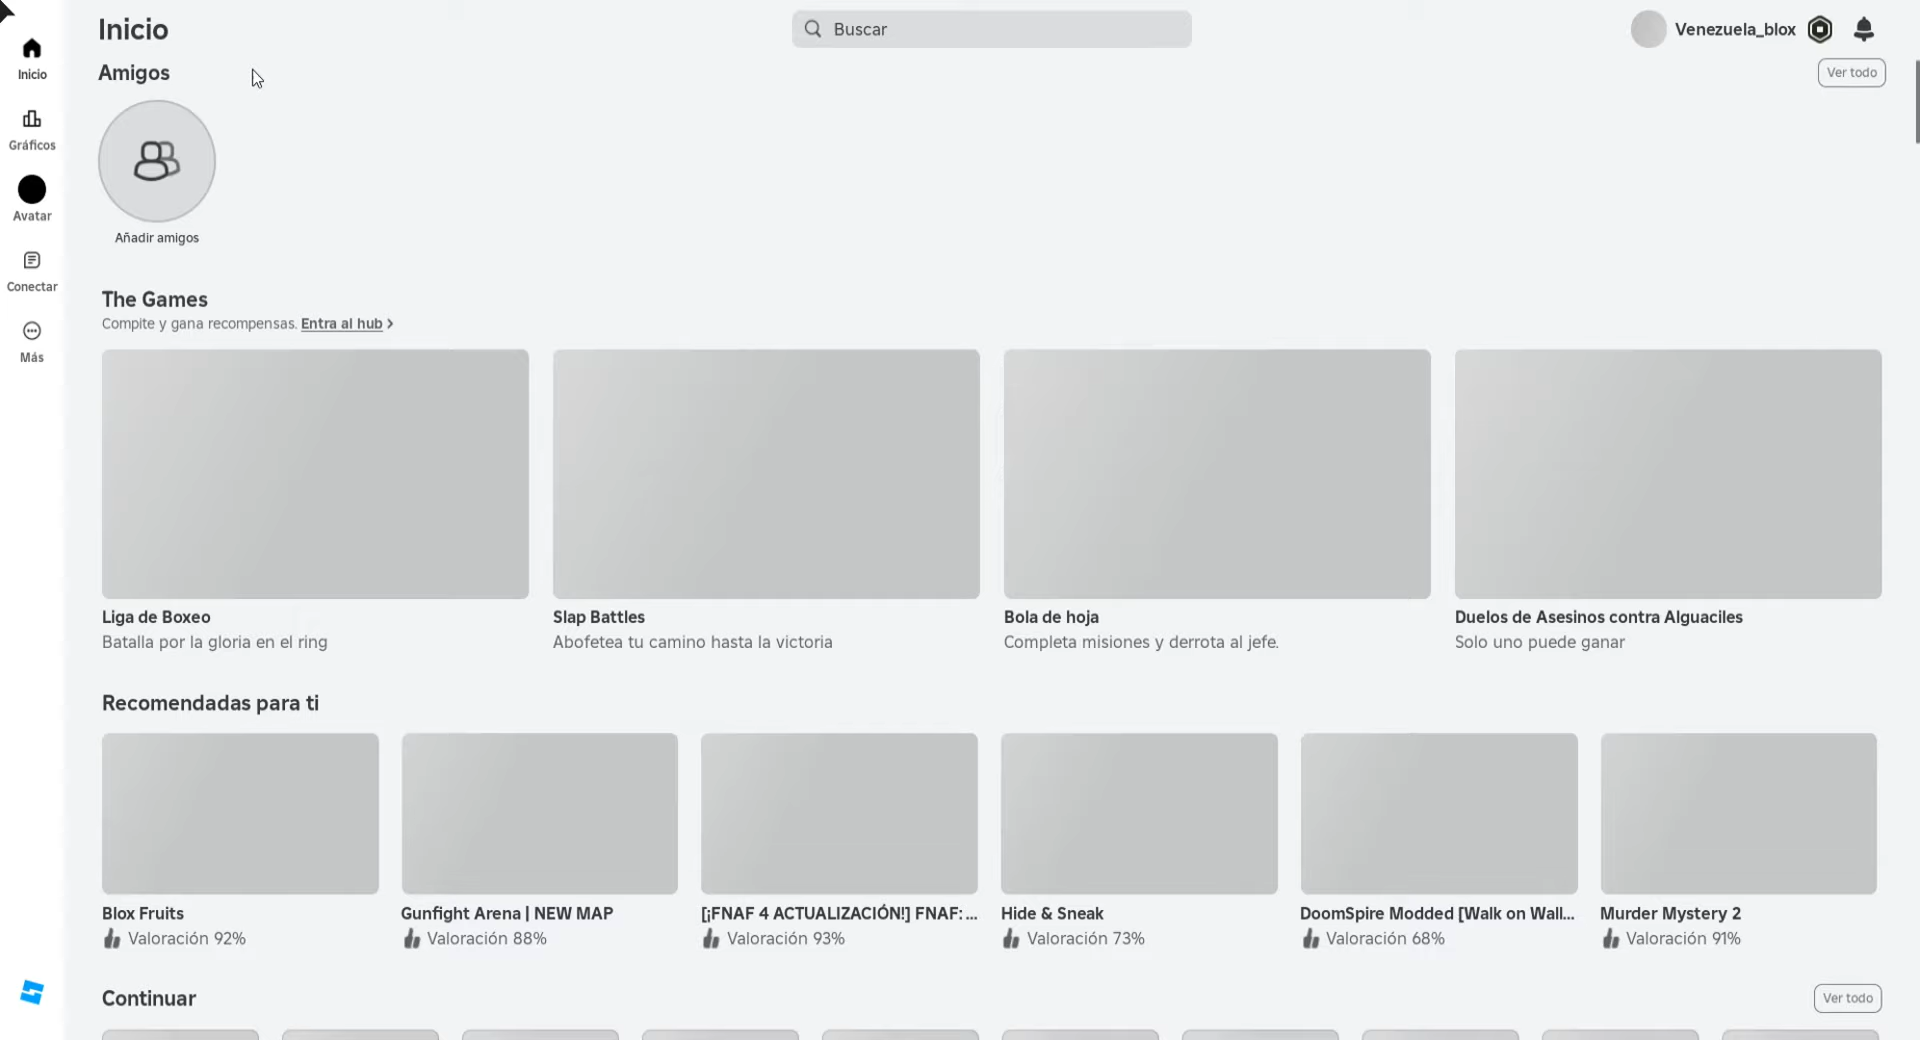 Inicio
Buscar
Venezuela_blox
Inicio
Gráficos
Avatar
Conectar
Más
Amigos
Ver todo
Añadir amigos
The Games
Compite y gana recompensas. Entra al hub >
Liga de Boxeo
Batalla por la gloria en el ring
Slap Battles
Abofetea tu camino hasta la victoria
Bola de hoja
Completa misiones y derrota al jefe.
Duelos de Asesinos contra Alguaciles
Solo uno puede ganar
Recomendadas para ti
Blox Fruits
Valoración 92%
Gunfight Arena | NEW MAP
Valoración 88%
[¡FNAF 4 ACTUALIZACIÓN!] FNAF: ...
Valoración 93%
Hide & Sneak
Valoración 73%
DoomSpire Modded [Walk on Wall...
Valoración 68%
Murder Mystery 2
Valoración 91%
Continuar
Ver todo